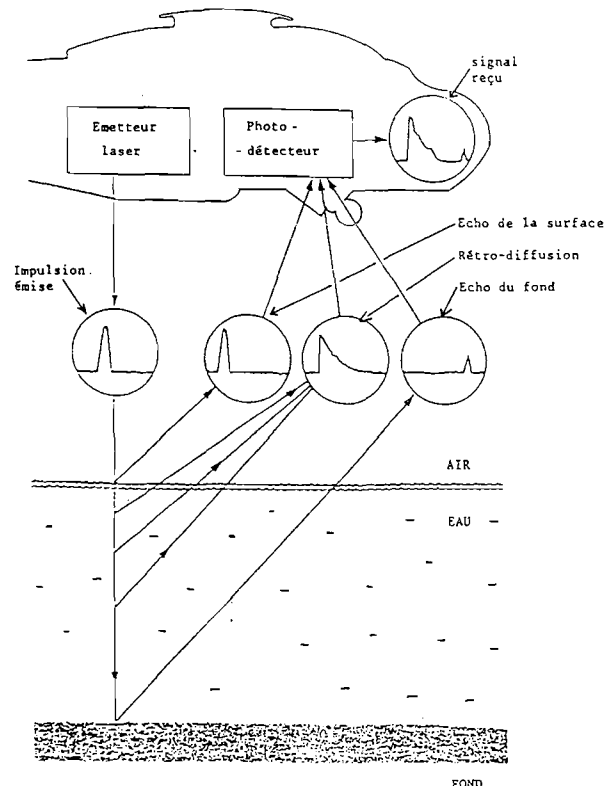 signal
reçu
Emetteur
laser
Photo-
-détecteur
Echo de la surface
Rétro-diffusion
Echo du fond
Impulsion
émise
AIR
EAU
FOND